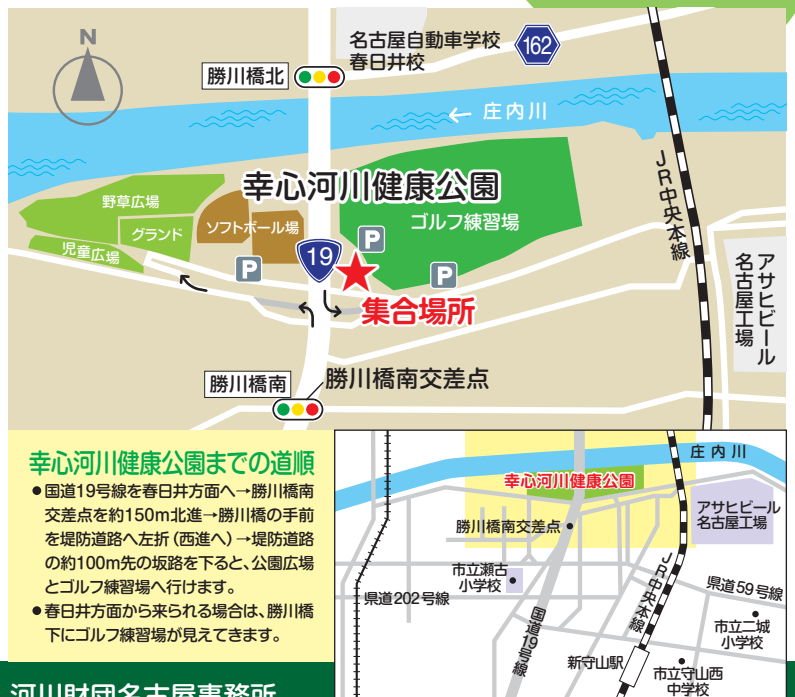 N
名古屋自動車学校
春日井校
162
勝川橋北
← 庄内川
幸心河川健康公園
野草広場
グランド
児童広場
ソフトボール場
ゴルフ練習場
P
P
P
19
集合場所
JR中央本線
アサヒビール
名古屋工場
勝川橋南
勝川橋南交差点
幸心河川健康公園までの道順
●国道19号線を春日井方面へ→勝川橋南
交差点を約150m北進→勝川橋の手前
を堤防道路へ左折(西進へ)→堤防道路
の約100m先の坂路を下ると、公園広場
とゴルフ練習場へ行けます。
●春日井方面から来られる場合は、勝川橋
下にゴルフ練習場が見えてきます。
庄内川
幸心河川健康公園
アサヒビール
名古屋工場
勝川橋南交差点
市立瀬古
小学校
県道202号線
国道19号線
JR中央本線
県道59号線
市立二城
小学校
新守山駅
市立守山西
中学校
河川財団名古屋事務所